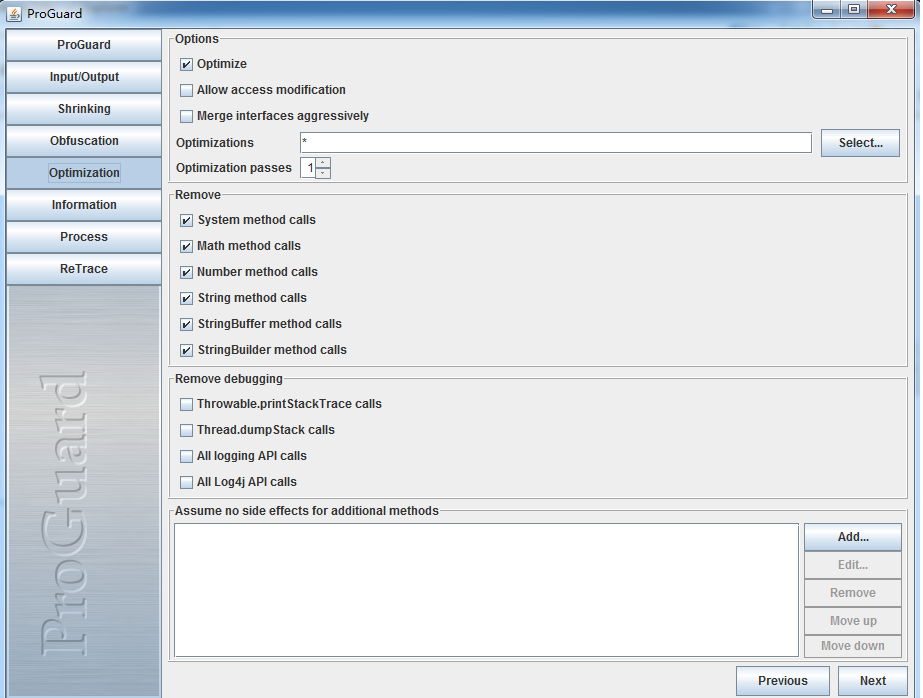 ProGuard
ProGuard
Input/Output
Shrinking
Obfuscation
Optimization
Information
Process
ReTrace
ProGuard
Options
Optimize
Allow access modification
Merge interfaces aggressively
Optimizations * Select...
Optimization passes 1
Remove
System method calls
Math method calls
Number method calls
String method calls
StringBuffer method calls
StringBuilder method calls
Remove debugging
Throwable.printStackTrace calls
Thread.dumpStack calls
All logging API calls
All Log4j API calls
Assume no side effects for additional methods
Add...
Edit...
Remove
Move up
Move down
Previous Next